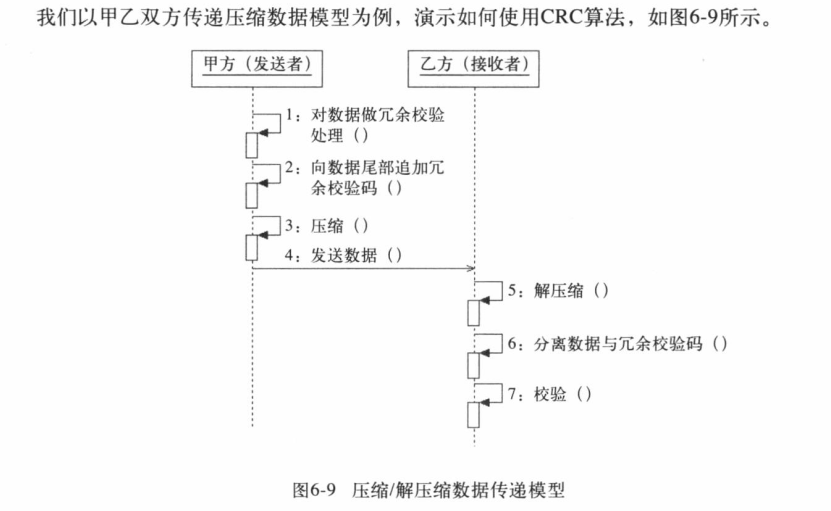 我们以甲乙双方传递压缩数据模型为例，演示如何使用CRC算法，如图6-9所示。
甲方（发送者）
乙方（接收者）
1：对数据做冗余校验
处理（）
2：向数据尾部追加冗
余校验码（）
3：压缩（）
4：发送数据（）
5：解压缩（）
6：分离数据与冗余校验码（）
7：校验（）
图6-9 压缩/解压缩数据传递模型